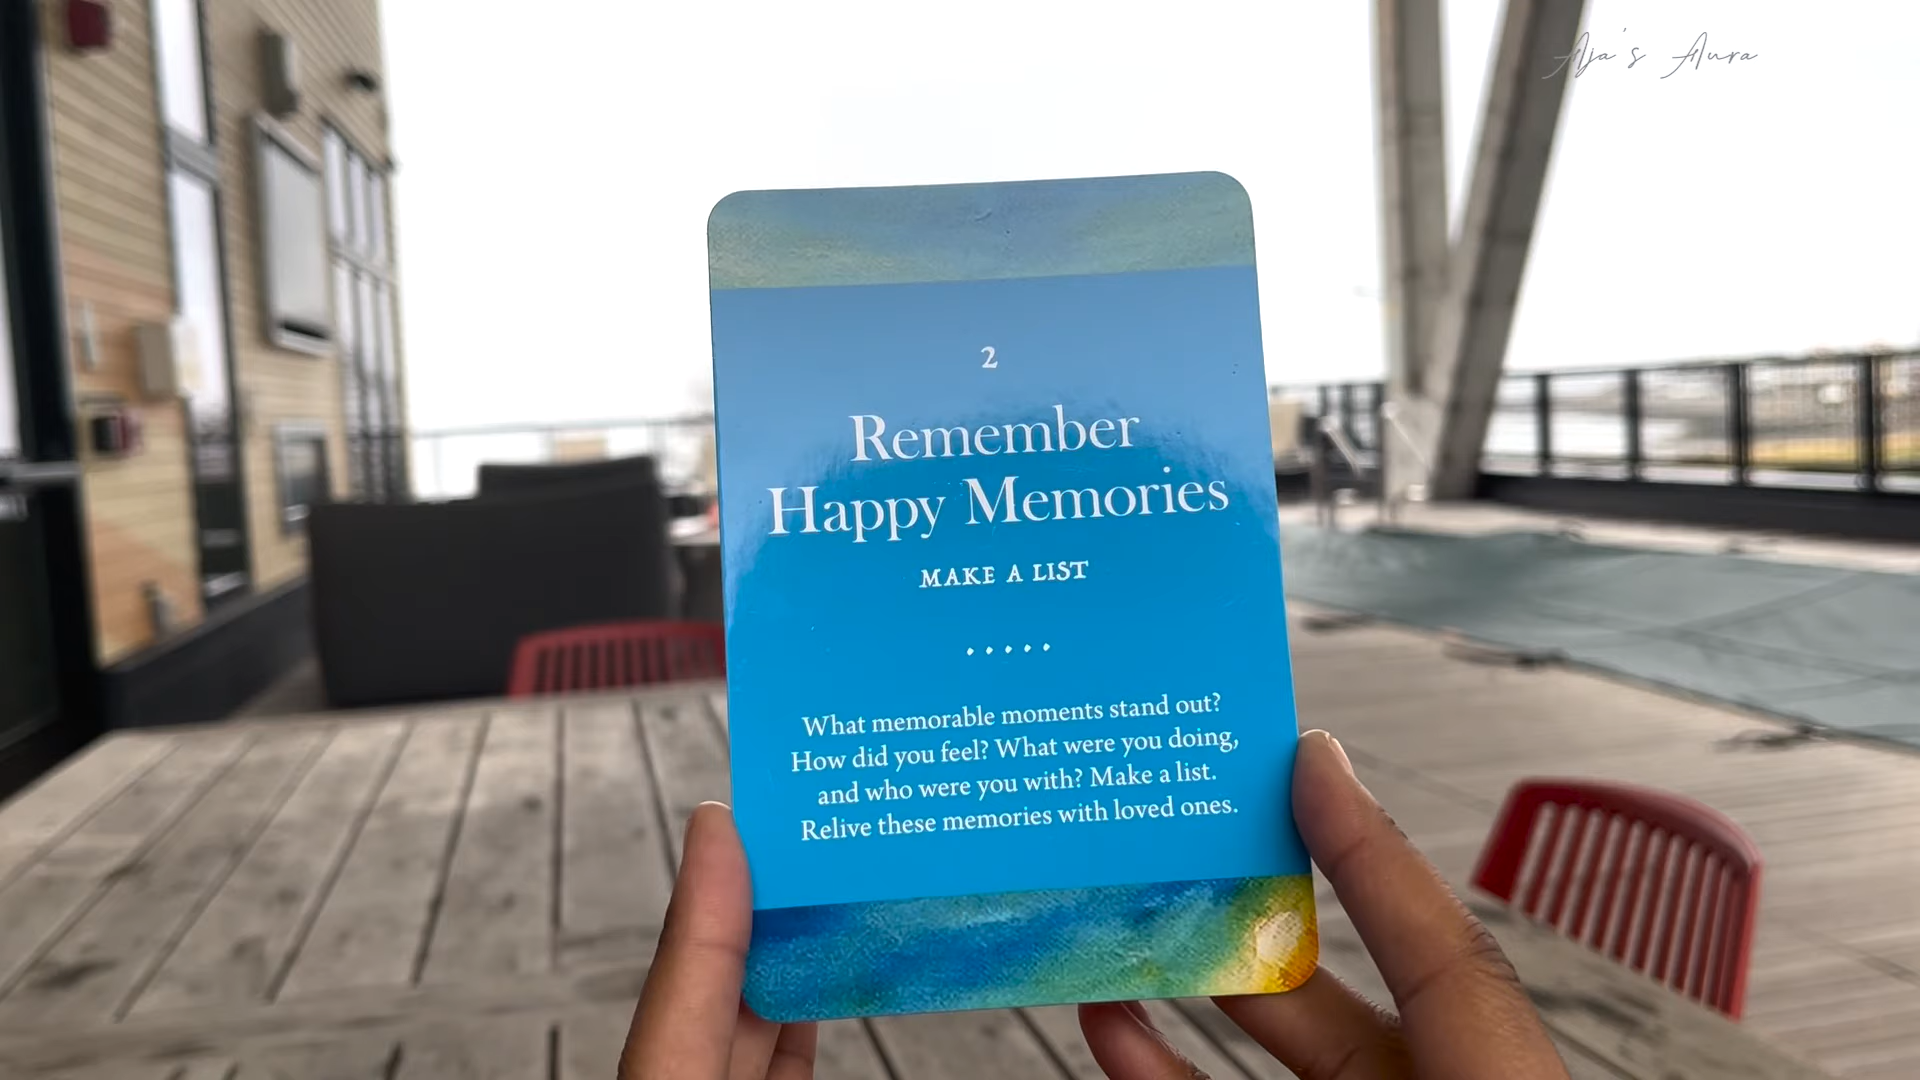 Aja's Aura
2
Remember
Happy Memories
MAKE A LIST
What memorable moments stand out?
How did you feel? What were you doing,
and who were you with? Make a list.
Relive these memories with loved ones.